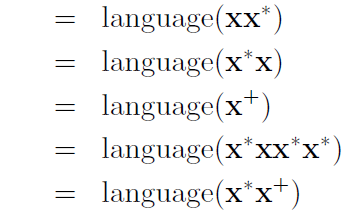 = language(xx*)
= language(x*x)
= language(x⁺)
= language(x*xx*x*)
= language(x*x⁺)